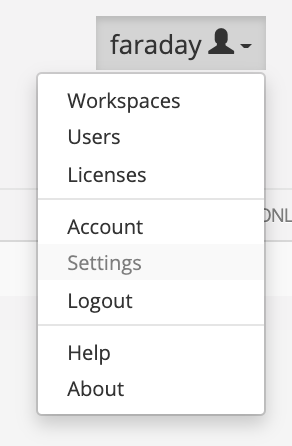 faraday
Workspaces
Users
Licenses
Account
Settings
Logout
Help
About